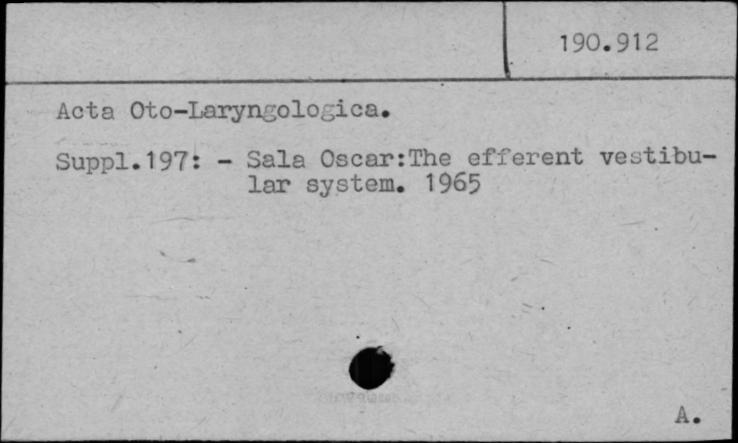 190.912
Acta Oto-Laryngologica.
Suppl.197: - Sala Oscar:The efferent vestibu-
lar system. 1965
A.